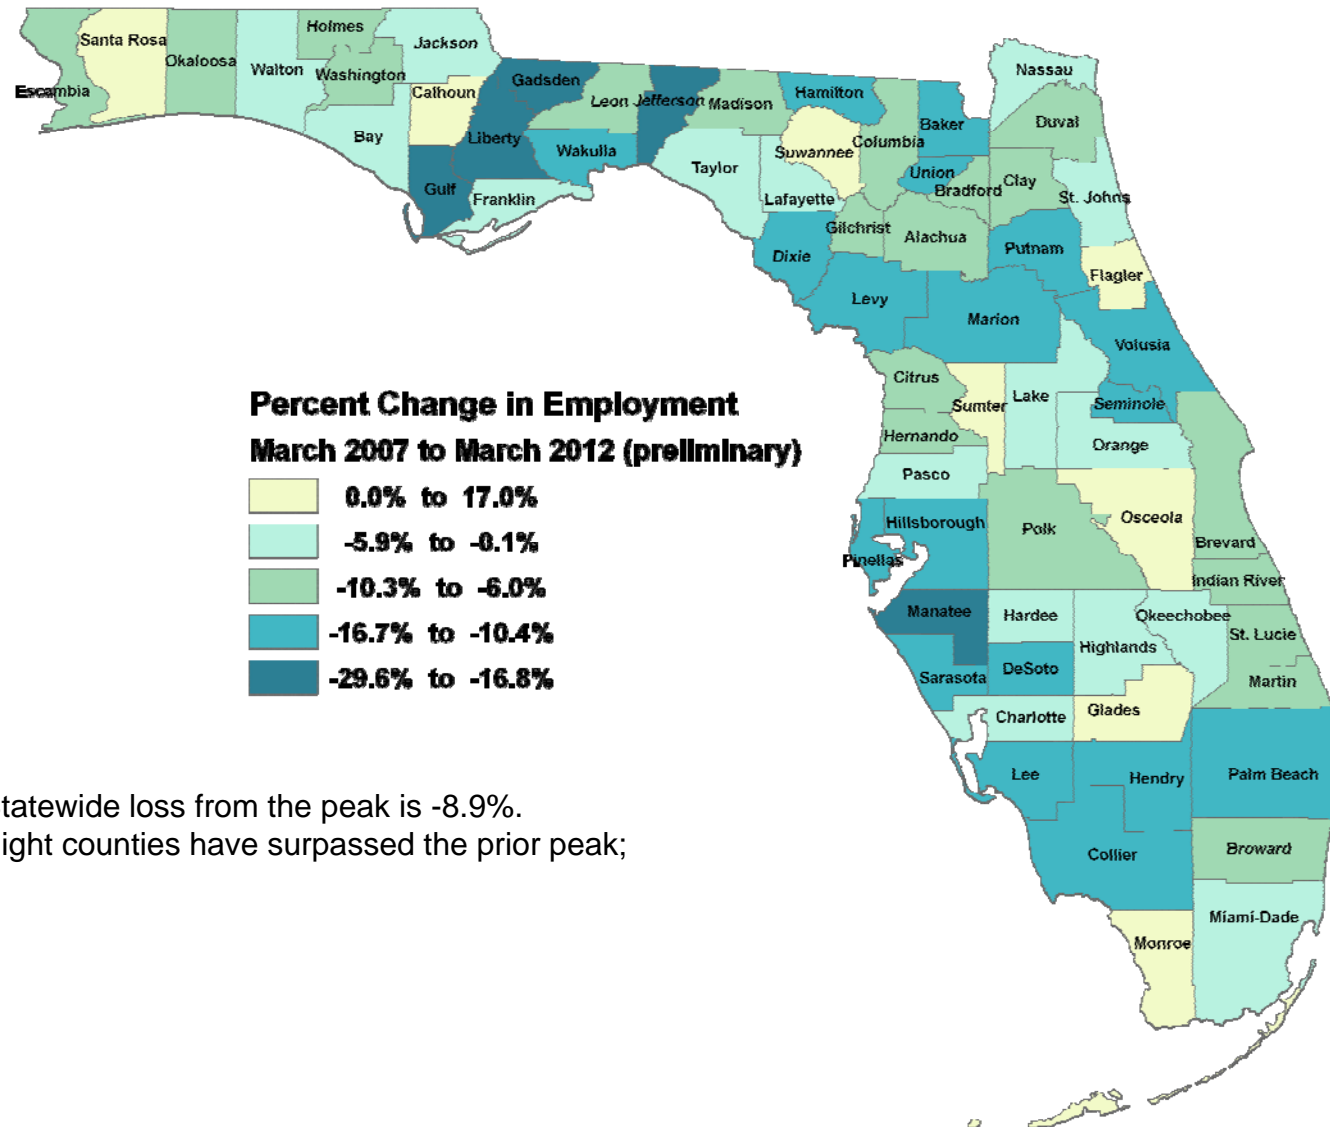 Holmes
Santa Rosa
Jackson
Okaloosa
Walton
Washington
Escambia
Calhoun
Bay
Gadsden
Leon
Jefferson
Madison
Hamilton
Nassau
Liberty
Wakulla
Gulf
Franklin
Taylor
Suwannee
Lafayette
Columbia
Baker
Duval
Union
Bradford
Clay
St. Johns
Gilchrist
Alachua
Putnam
Dixie
Flagler
Levy
Marion
Volusia
Citrus
Sumter
Lake
Seminole
Hernando
Orange
Pasco
Hillsborough
Polk
Osceola
Pinellas
Brevard
Indian River
Manatee
Hardee
Okeechobee
St. Lucie
Highlands
Sarasota
DeSoto
Martin
Charlotte
Glades
Lee
Hendry
Palm Beach
Collier
Broward
Miami-Dade
Monroe
Percent Change in Employment
March 2007 to March 2012 (preliminary)
0.0% to 17.0%
-5.9% to -0.1%
-10.3% to -6.0%
-16.7% to -10.4%
-29.6% to -16.8%
tatewide loss from the peak is -8.9%.
ight counties have surpassed the prior peak;